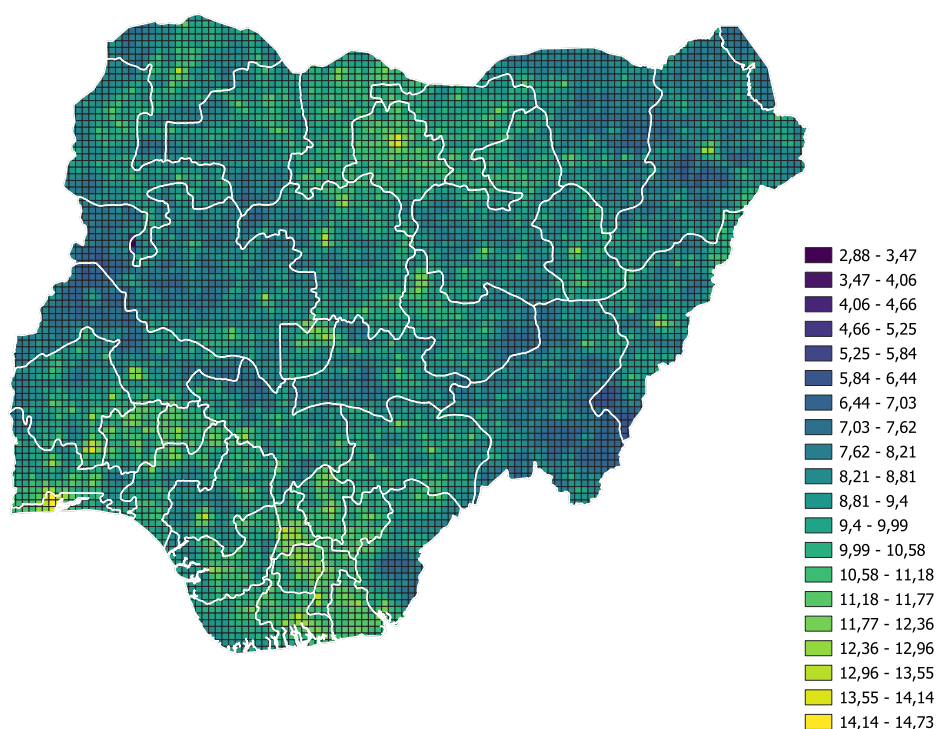 2,88 - 3,47
3,47 - 4,06
4,06 - 4,66
4,66 - 5,25
5,25 - 5,84
5,84 - 6,44
6,44 - 7,03
7,03 - 7,62
7,62 - 8,21
8,21 - 8,81
8,81 - 9,4
9,4 - 9,99
9,99 - 10,58
10,58 - 11,18
11,18 - 11,77
11,77 - 12,36
12,36 - 12,96
12,96 - 13,55
13,55 - 14,14
14,14 - 14,73